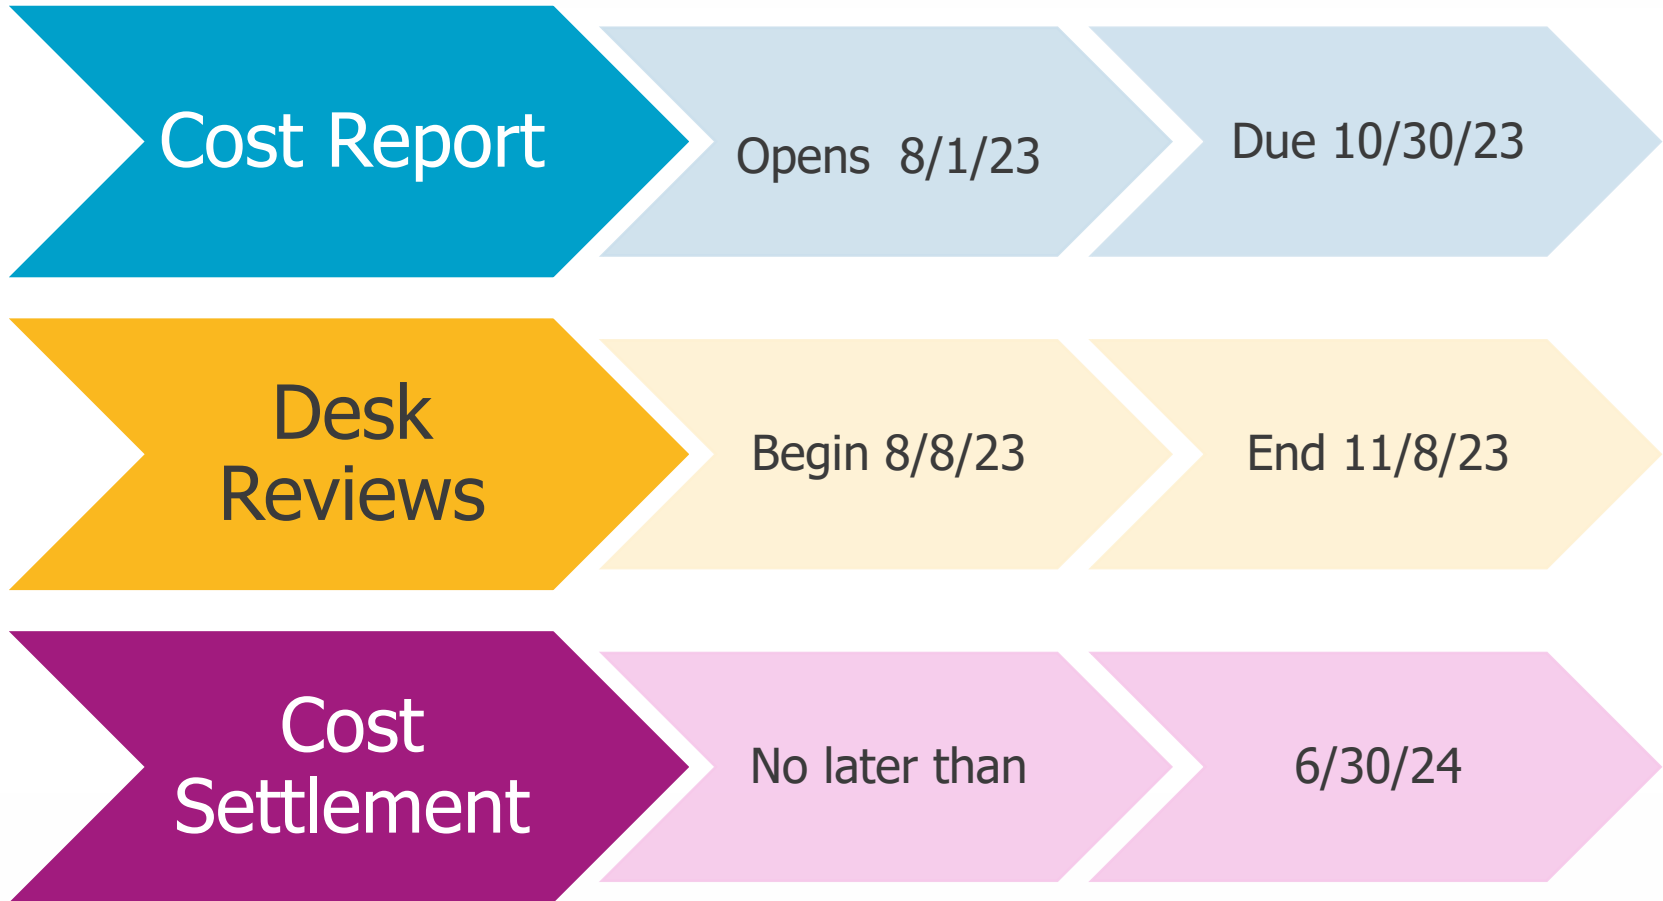 Cost Report
Opens  8/1/23
Due 10/30/23
Desk
Reviews
Begin 8/8/23
End 11/8/23
Cost
Settlement
No later than
6/30/24